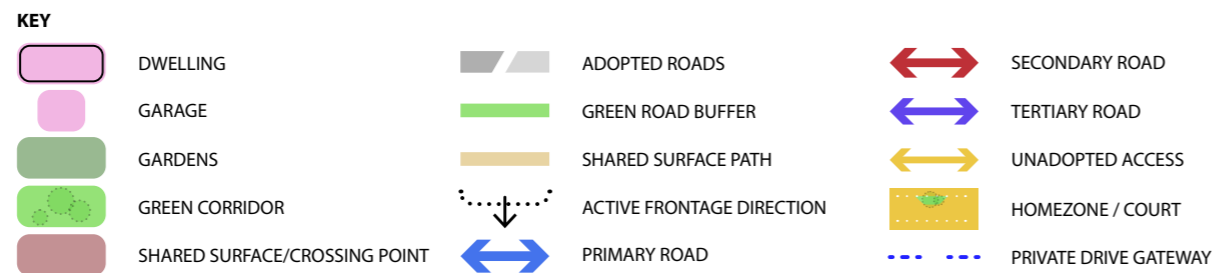 KEY
DWELLING
GARAGE
GARDENS
GREEN CORRIDOR
SHARED SURFACE/CROSSING POINT
ADOPTED ROADS
GREEN ROAD BUFFER
SHARED SURFACE PATH
ACTIVE FRONTAGE DIRECTION
PRIMARY ROAD
SECONDARY ROAD
TERTIARY ROAD
UNADOPTED ACCESS
HOMEZONE / COURT
PRIVATE DRIVE GATEWAY